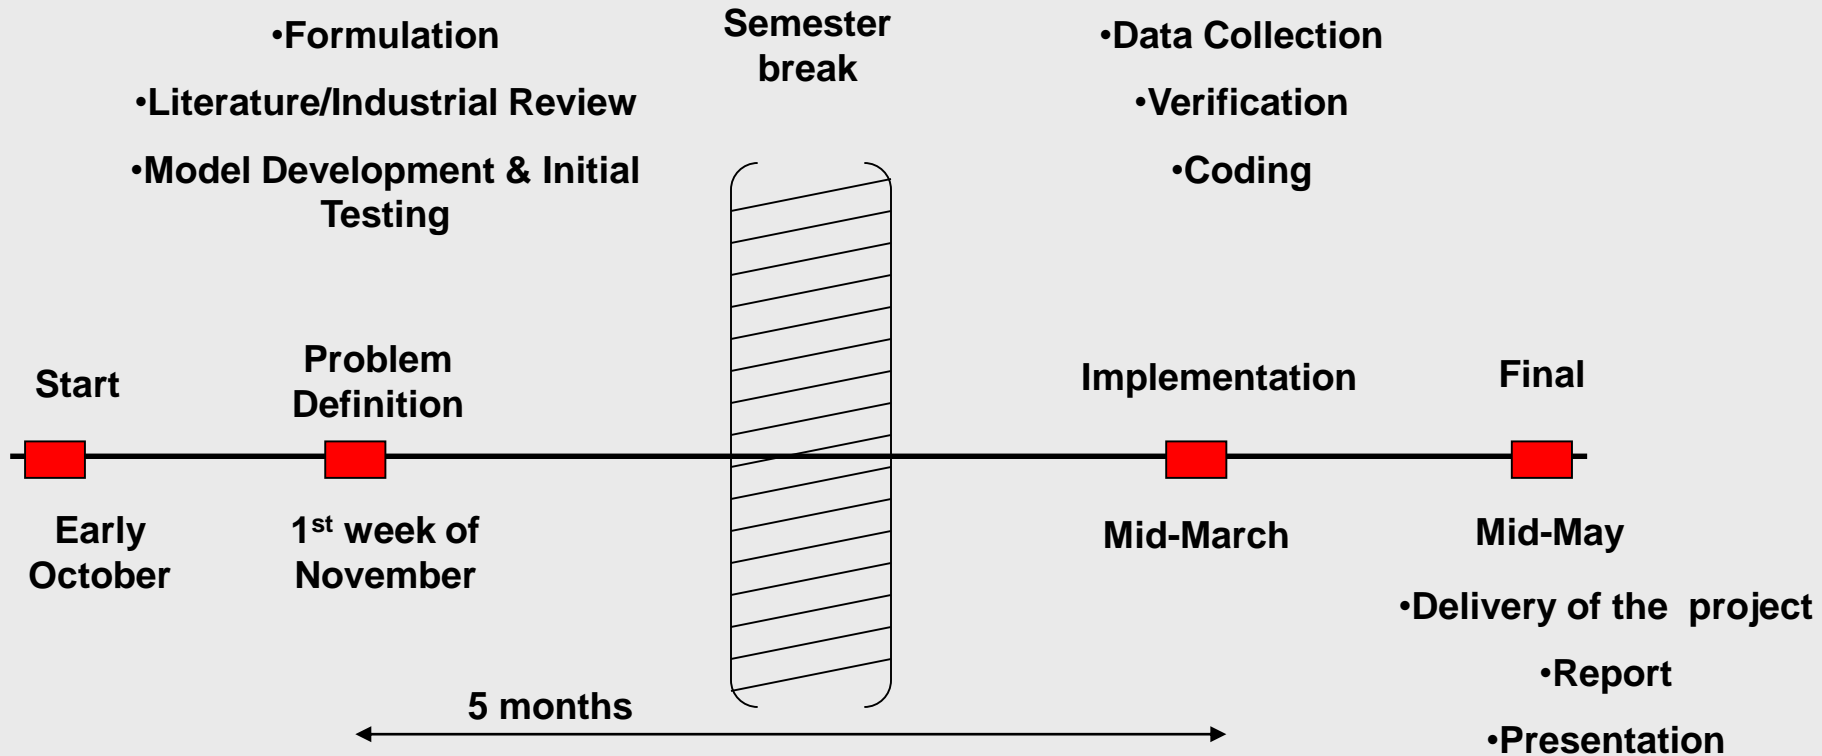 •Formulation
•Literature/Industrial Review
•Model Development & Initial
Testing
Semester
break
•Data Collection
•Verification
•Coding
Start
Problem
Definition
Implementation
Final
Early
October
1st week of
November
Mid-March
Mid-May
•Delivery of the  project
•Report
•Presentation
5 months